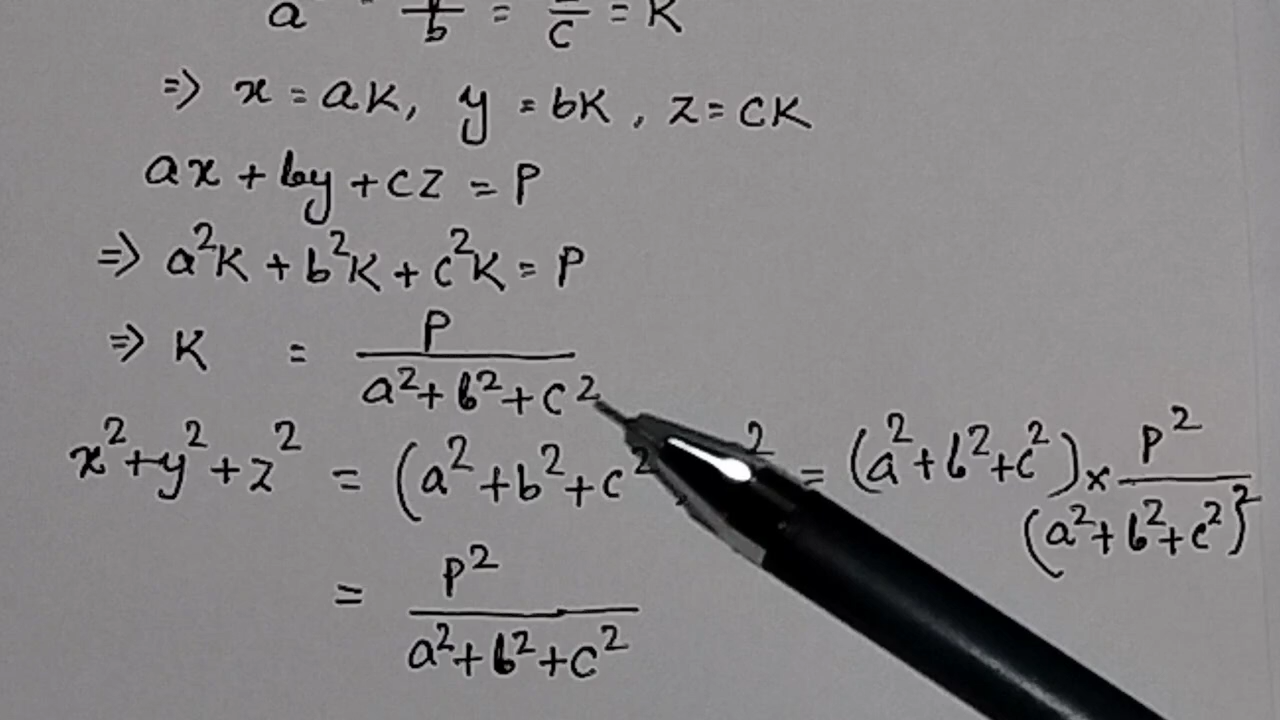 a b = c = K
⇒ x = aK, y = bK, z = cK
ax + by + cz = P
⇒ a²K + b²K + c²K = P
⇒ K = P / (a² + b² + c²)
x² + y² + z² = (a² + b² + c² ² = (a² + b² + c²) × P² / (a² + b² + c²)²
= P² / (a² + b² + c²)